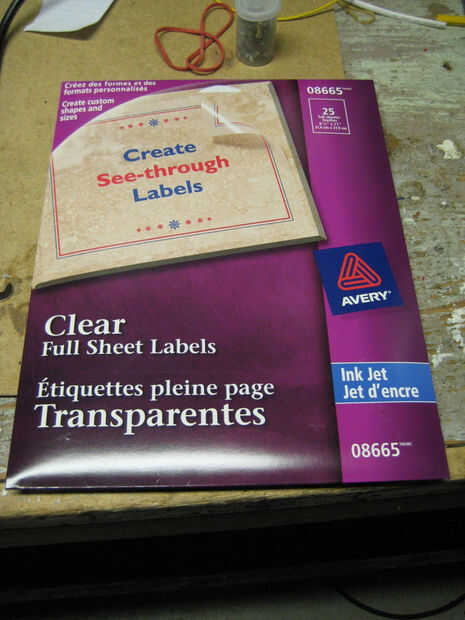 Créez des formes et des
formats personnalisés
Create custom
shapes and
sizes
08665
25
Create
See-through
Labels
AVERY
Clear
Full Sheet Labels
Étiquettes pleine page
Transparentes
Ink Jet
Jet d'encre
08665